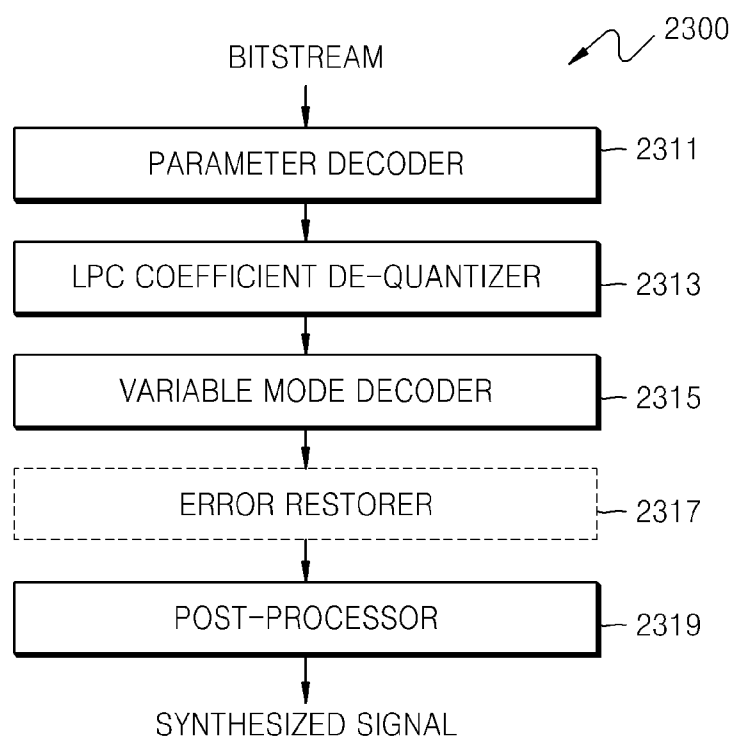 2300
BITSTREAM
PARAMETER DECODER
2311
LPC COEFFICIENT DE-QUANTIZER
2313
VARIABLE MODE DECODER
2315
ERROR RESTORER
2317
POST-PROCESSOR
2319
SYNTHESIZED SIGNAL